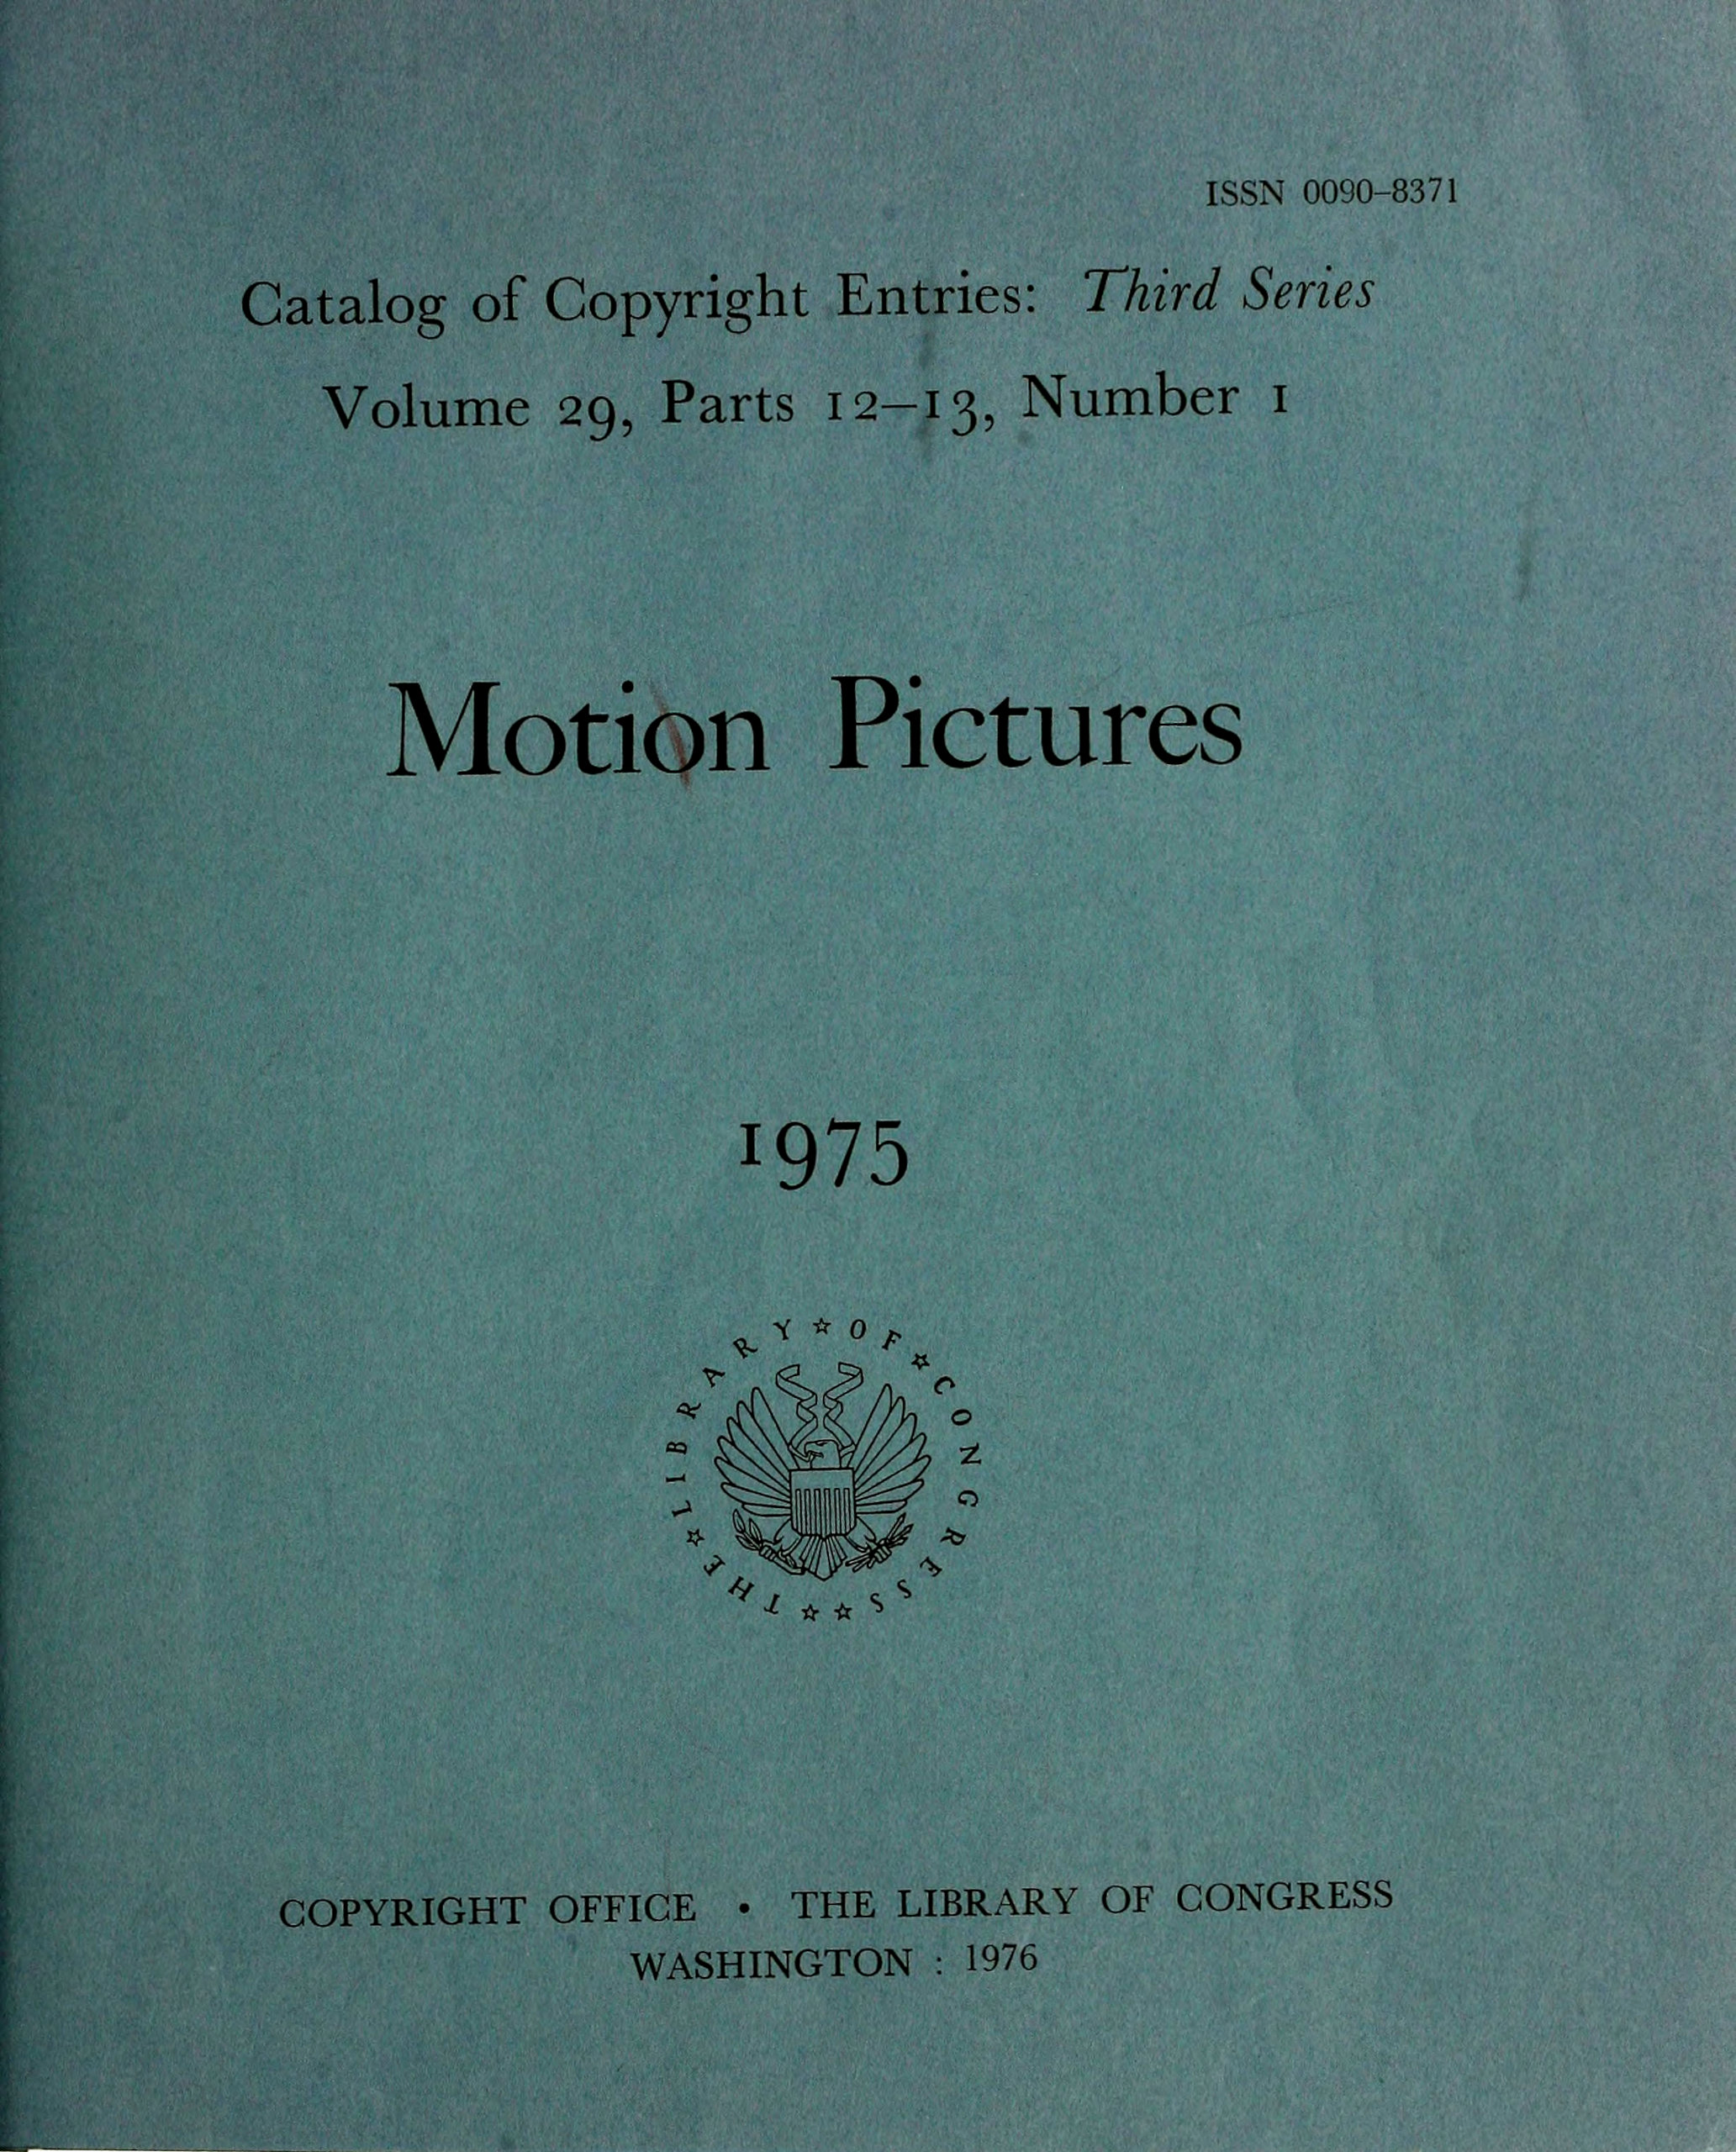 ISSN 0090–8371
Catalog of Copyright Entries: Third Series
Volume 29, Parts 12–13, Number 1
Motion Pictures
1975
THE☆LIBRARY☆OF☆CONGRESS☆☆
COPYRIGHT OFFICE • THE LIBRARY OF CONGRESS
WASHINGTON : 1976